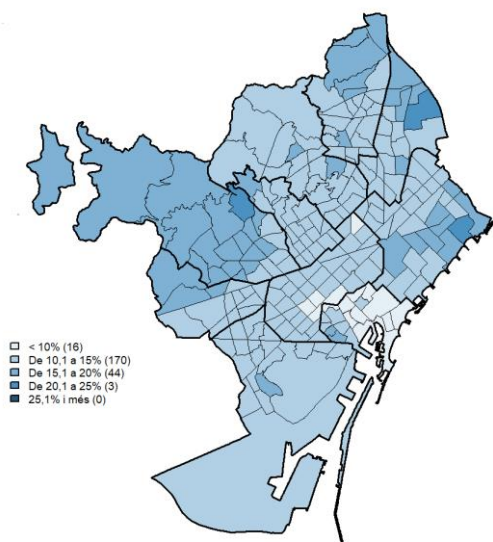 < 10% (16)
De 10,1 a 15% (170)
De 15,1 a 20% (44)
De 20,1 a 25% (3)
25,1% i més (0)